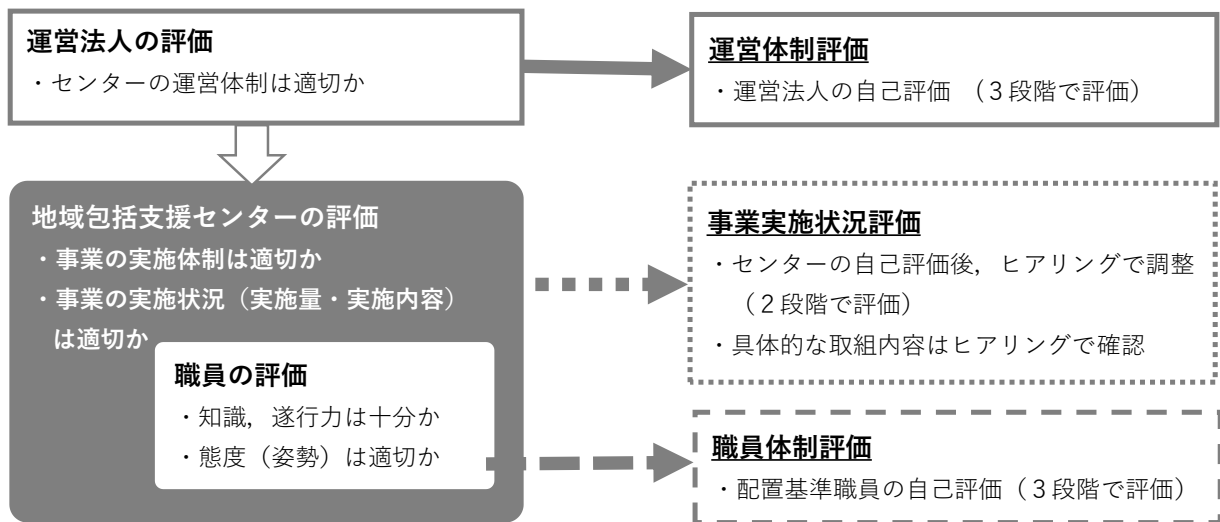 運営法人の評価
・センターの運営体制は適切か
運営体制評価
・運営法人の自己評価 （３段階で評価）
地域包括支援センターの評価
・事業の実施体制は適切か
・事業の実施状況（実施量・実施内容）
は適切か
職員の評価
・知識，遂行力は十分か
・態度（姿勢）は適切か
事業実施状況評価
・センターの自己評価後，ヒアリングで調整
（２段階で評価）
・具体的な取組内容はヒアリングで確認
職員体制評価
・配置基準職員の自己評価（３段階で評価）